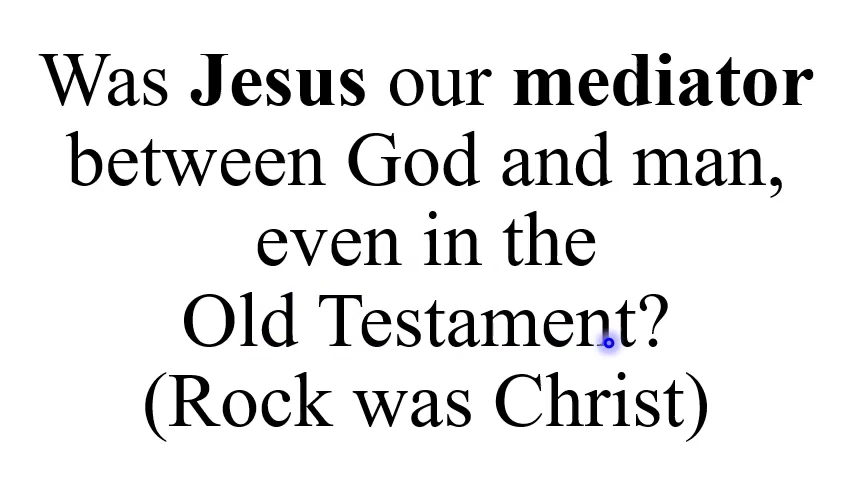 Was Jesus our mediator
between God and man,
even in the
Old Testament?
(Rock was Christ)